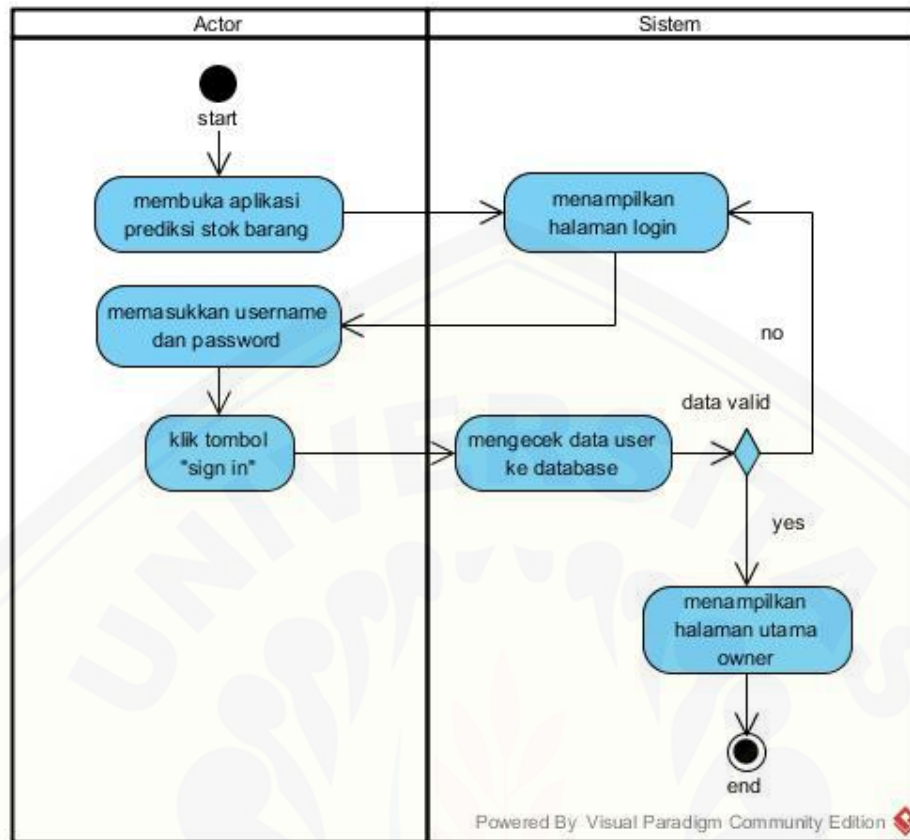 Actor
Sistem
start
membuka aplikasi
prediksi stok barang
menampilkan
halaman login
memasukkan username
dan password
no
data valid
klik tombol
"sign in"
mengecek data user
ke database
yes
menampilkan
halaman utama
owner
end
UNIVERSITAS
Powered By Visual Paradigm Community Edition